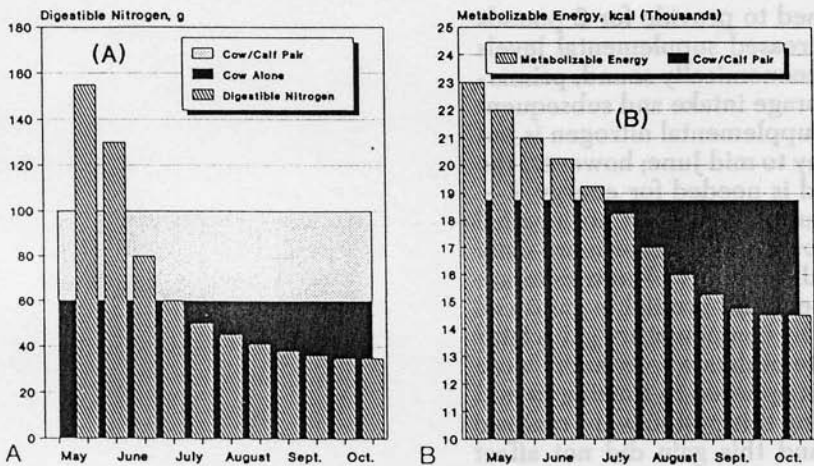 Digestible Nitrogen, g
180
160
140
120
100
80
60
40
20
0
(A)
Cow/Calf Pair
Cow Alone
Digestible Nitrogen
May June July August Sept. Oct.
A
Metabolizable Energy, kcal (Thousands)
25
24
23
22
21
20
19
18
17
16
15
14
13
12
11
10
Metabolizable Energy
Cow/Calf Pair
(B)
May June July August Sept. Oct.
B